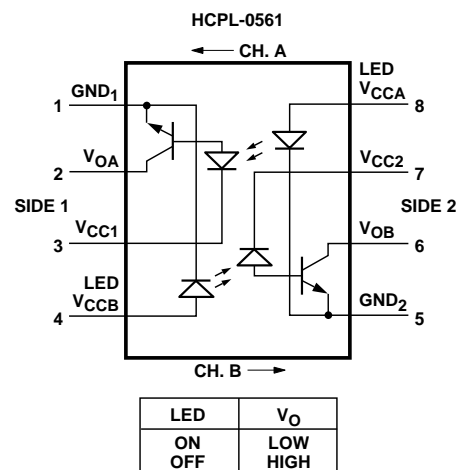 HCPL-0561
← CH. A
1 GND1
2 VOA
SIDE 1
3 VCC1
LED
4 VCCB
LED
VCCA 8
VCC2 7
SIDE 2
VOB 6
GND2 5
CH. B →
LED VO
ON LOW
OFF HIGH